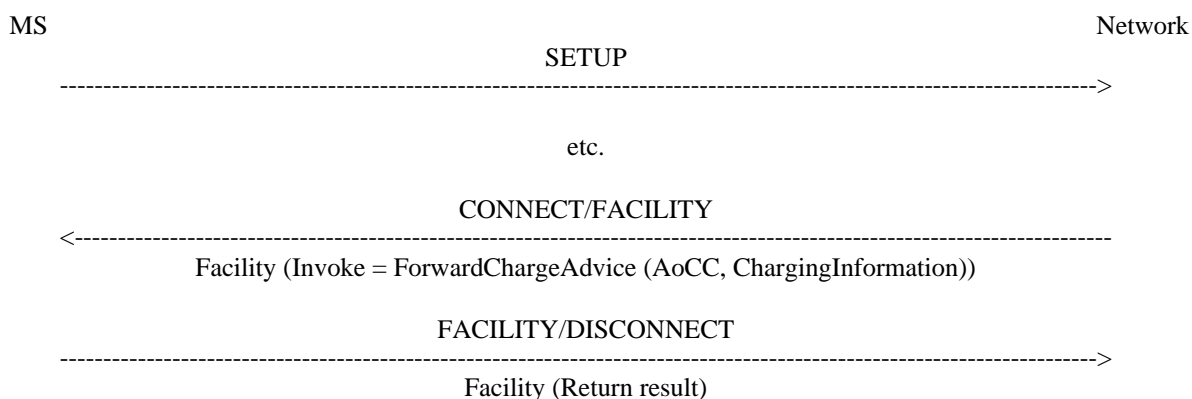 MS Network
SETUP
------------------------------------------------------------------------------------------------------------------------>
etc.
CONNECT/FACILITY
<------------------------------------------------------------------------------------------------------------------------
Facility (Invoke = ForwardChargeAdvice (AoCC, ChargingInformation))
FACILITY/DISCONNECT
------------------------------------------------------------------------------------------------------------------------>
Facility (Return result)